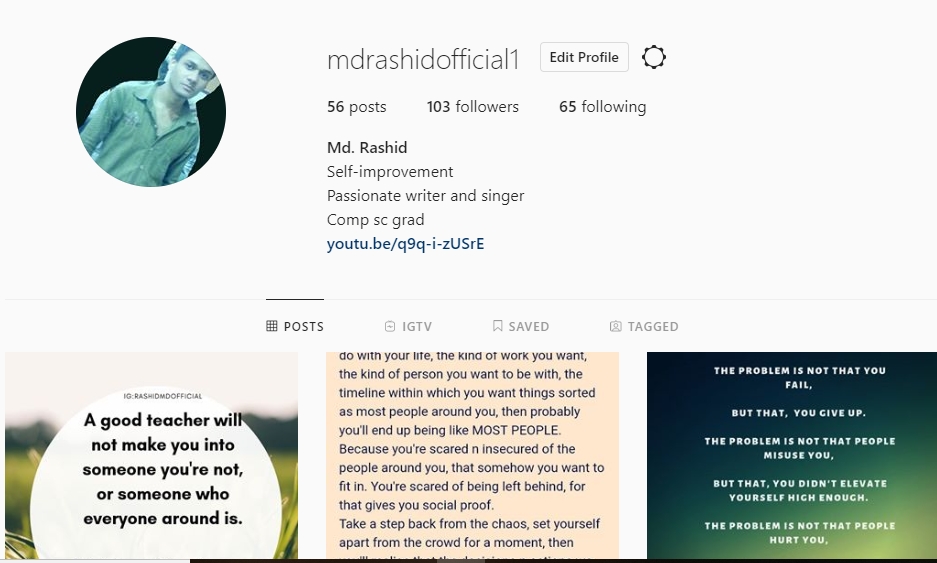 mdrashidofficial1 Edit Profile
56 posts 103 followers 65 following
Md. Rashid
Self-improvement
Passionate writer and singer
Comp sc grad
youtu.be/q9q-i-zUSrE
POSTS IGTV SAVED TAGGED
IG:RASHIDMDOFFICIAL
A good teacher will
not make you into
someone you're not,
or someone who
everyone around is.
do with your life, the kind of work you want,
the kind of person you want to be with, the
timeline within which you want things sorted
as most people around you, then probably
you'll end up being like MOST PEOPLE.
Because you're scared n insecured of the
people around you, that somehow you want to
fit in. You're scared of being left behind, for
that gives you social proof.
Take a step back from the chaos, set yourself
apart from the crowd for a moment, then
THE PROBLEM IS NOT THAT YOU
FAIL,
BUT THAT, YOU GIVE UP.
THE PROBLEM IS NOT THAT PEOPLE
MISUSE YOU,
BUT THAT, YOU DIDN'T ELEVATE
YOURSELF HIGH ENOUGH.
THE PROBLEM IS NOT THAT PEOPLE
HURT YOU,